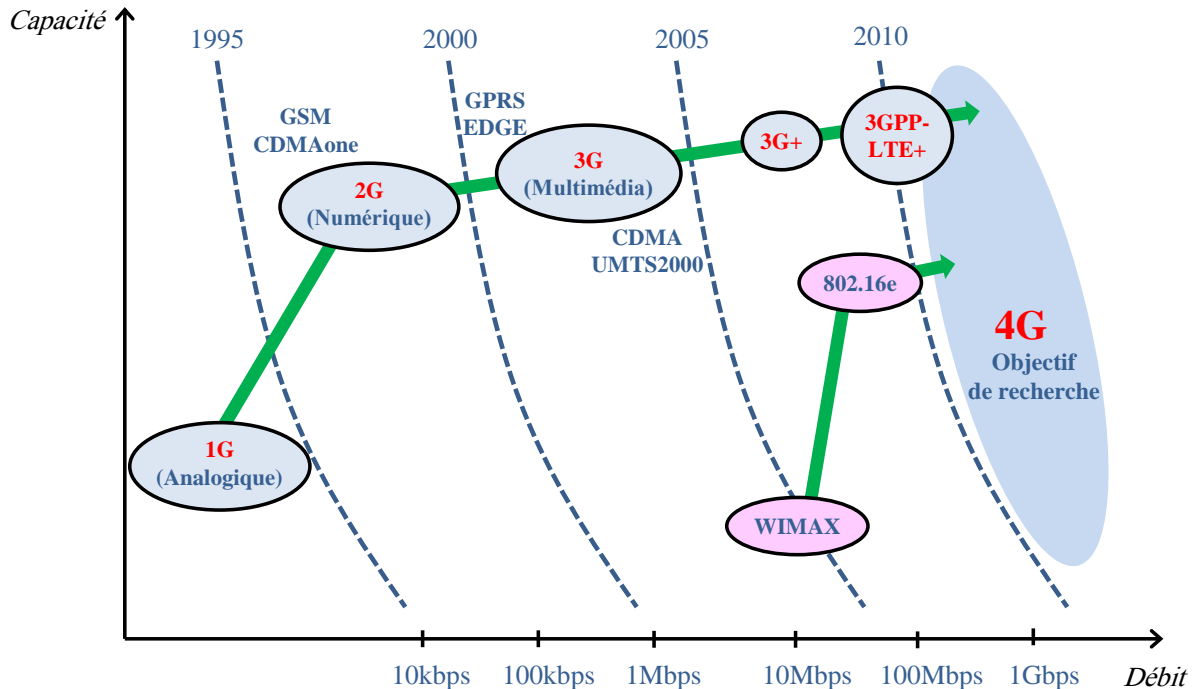 Capacité
1995
2000
2005
2010
GSM
CDMAone
GPRS
EDGE
2G
(Numérique)
3G
(Multimédia)
3G+
3GPP-
LTE+
CDMA
UMTS2000
802.16e
4G
Objectif
de recherche
1G
(Analogique)
WIMAX
10kbps
100kbps
1Mbps
10Mbps
100Mbps
1Gbps
Débit